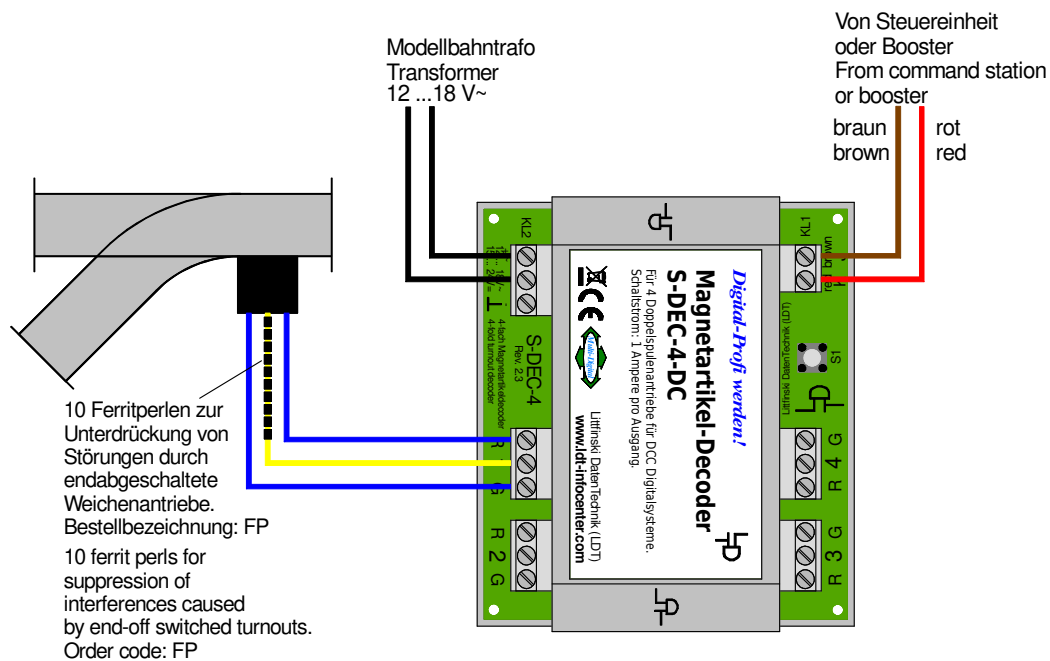 Modellbahntrafo
Transformer
12 ...18 V~
Von Steuereinheit
oder Booster
From command station
or booster
braun
brown
rot
red
10 Ferritperlen zur
Unterdrückung von
Störungen durch
endabgeschaltete
Weichenantriebe.
Bestellbezeichnung: FP
10 ferrit perls for
suppression of
interferences caused
by end-off switched turnouts.
Order code: FP
KL2
S-DEC-4
Rev. 2.3
4-fach Magnetartikeldecoder
4-fold turnout decoder
R
G
R 2 G
Digital-Profi werden!
Magnetartikel-Decoder
S-DEC-4-DC
Für 4 Doppelspulenantriebe für DCC Digitalsysteme.
Schaltstrom: 1 Ampere pro Ausgang.
CE
Multi-Digital
Littfinski DatenTechnik (LDT)
www.ldt-infocenter.com
KL1
red brown
S1
Littfinski DatenTechnik (LDT)
R 4 G
R 3 G